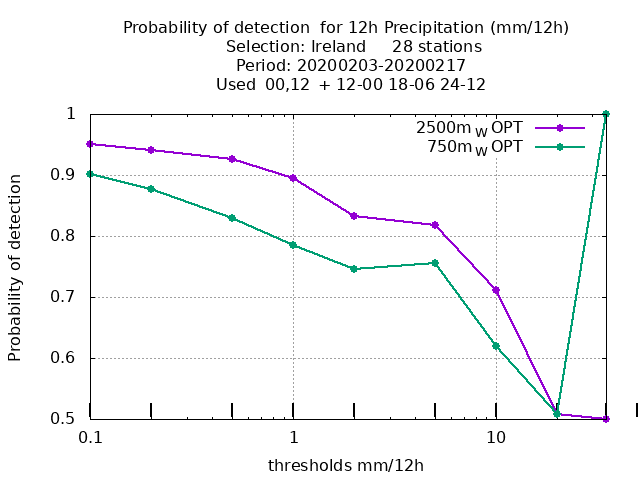 Probability of detection  for 12h Precipitation (mm/12h)
Selection: Ireland     28 stations
Period: 20200203-20200217
Used  00,12  + 12-00 18-06 24-12
1
2500m W OPT
750m W OPT
0.9
0.8
0.7
0.6
0.5
Probability of detection
0.1 1 10
thresholds mm/12h